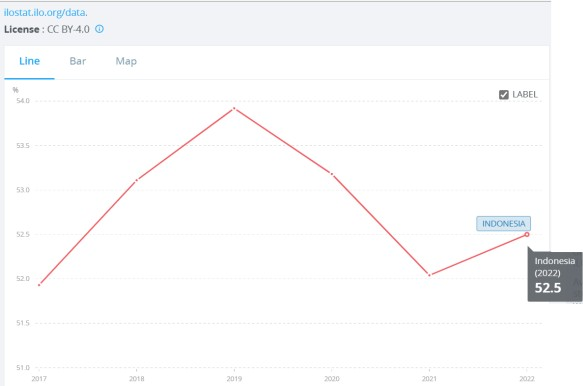 ilostat.ilo.org/data.
License : CC BY-4.0
Line Bar Map
%
LABEL
54.0
53.5
53.0
52.5
52.0
51.5
51.0
INDONESIA
Indonesia
(2022)
52.5
2017 2018 2019 2020 2021 2022